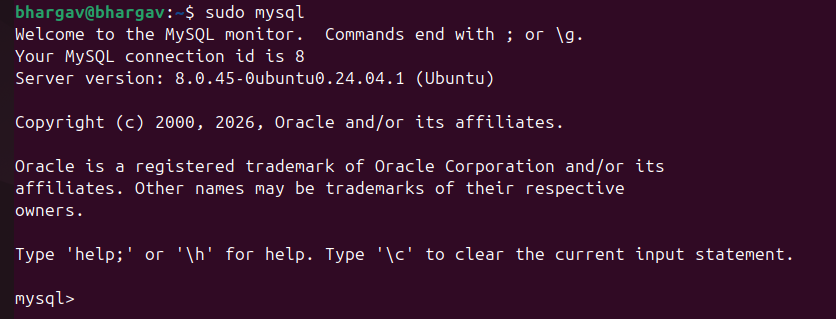 bhargav@bhargav:~$ sudo mysql
Welcome to the MySQL monitor.  Commands end with ; or \g.
Your MySQL connection id is 8
Server version: 8.0.45-0ubuntu0.24.04.1 (Ubuntu)

Copyright (c) 2000, 2026, Oracle and/or its affiliates.

Oracle is a registered trademark of Oracle Corporation and/or its
affiliates. Other names may be trademarks of their respective
owners.

Type 'help;' or '\h' for help. Type '\c' to clear the current input statement.

mysql>